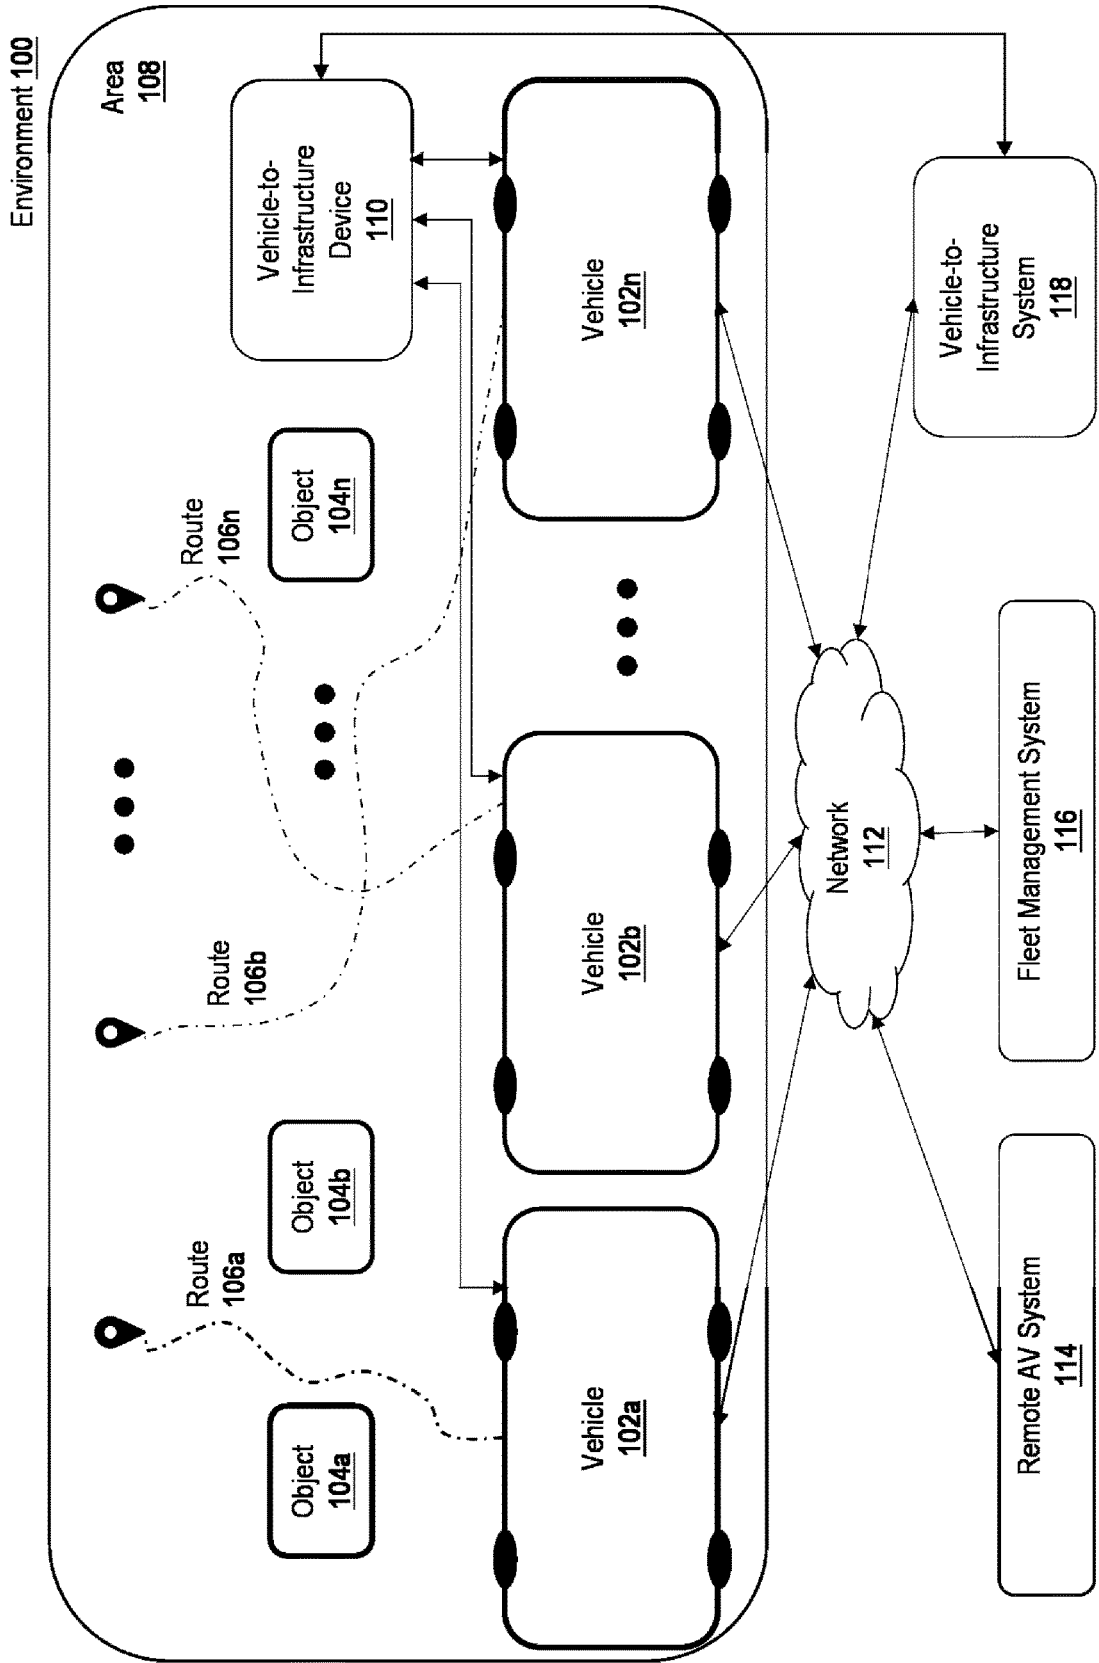 Environment 100
Area
108
Route
106a
Route
106b
Route
106n
Object
104a
Object
104b
Object
104n
Vehicle-to-
Infrastructure
Device
110
Vehicle
102a
Vehicle
102b
Vehicle
102n
Network
112
Remote AV System
114
Fleet Management System
116
Vehicle-to-
Infrastructure
System
118